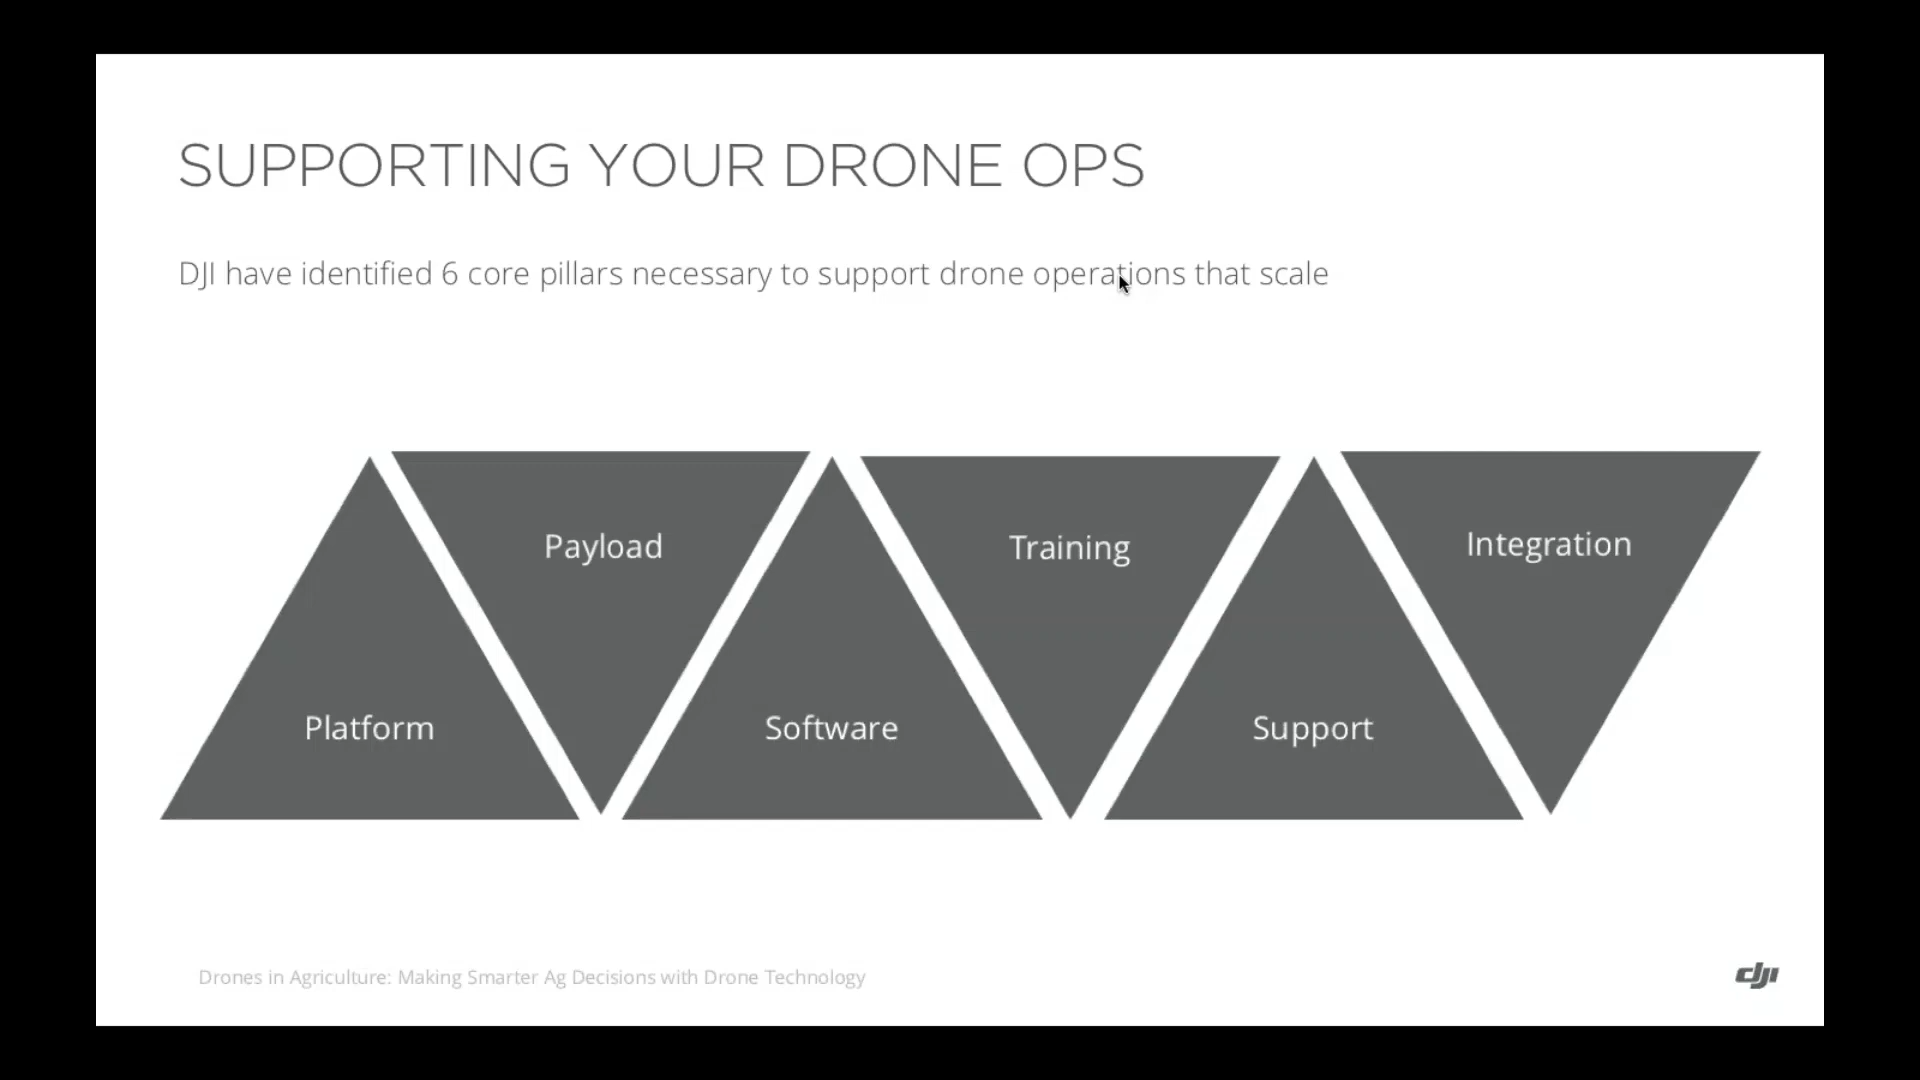 SUPPORTING YOUR DRONE OPS
DJI have identified 6 core pillars necessary to support drone operations that scale
Platform
Payload
Software
Training
Support
Integration
Drones in Agriculture: Making Smarter Ag Decisions with Drone Technology
dji